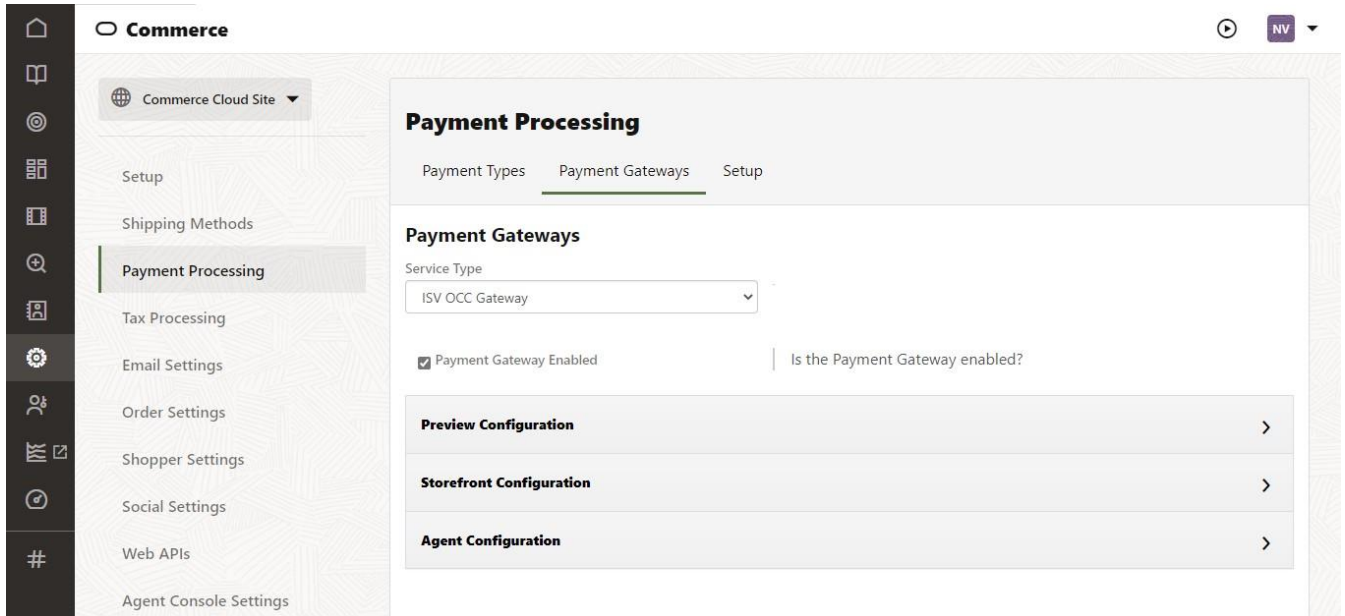 Commerce
NV
Commerce Cloud Site
Setup
Shipping Methods
Payment Processing
Tax Processing
Email Settings
Order Settings
Shopper Settings
Social Settings
Web APIs
Agent Console Settings
Payment Processing
Payment Types Payment Gateways Setup
Payment Gateways
Service Type
ISV OCC Gateway
Payment Gateway Enabled
Is the Payment Gateway enabled?
Preview Configuration
Storefront Configuration
Agent Configuration